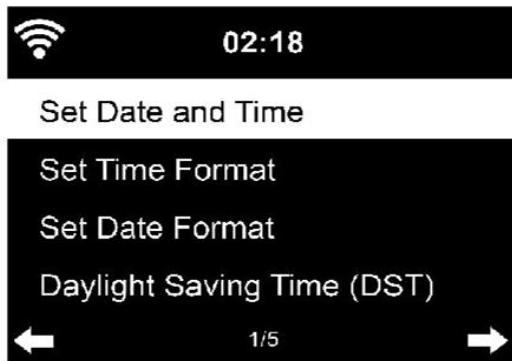 02:18
Set Date and Time
Set Time Format
Set Date Format
Daylight Saving Time (DST)
1/5